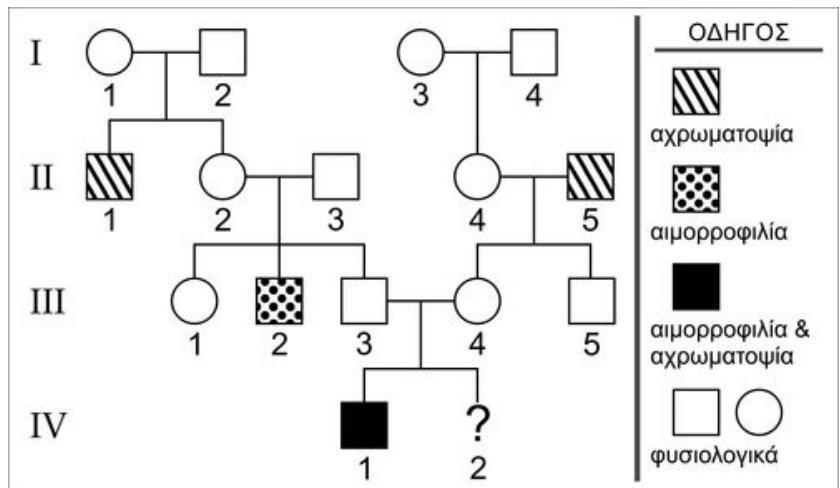 I
1 2 3 4
II
1 2 3 4 5
III
1 2 3 4 5
IV
?
1 2
ΟΔΗΓΟΣ
αχρωματοψία
αιμορροφιλία
αιμορροφιλία &
αχρωματοψία
φυσιολογικά